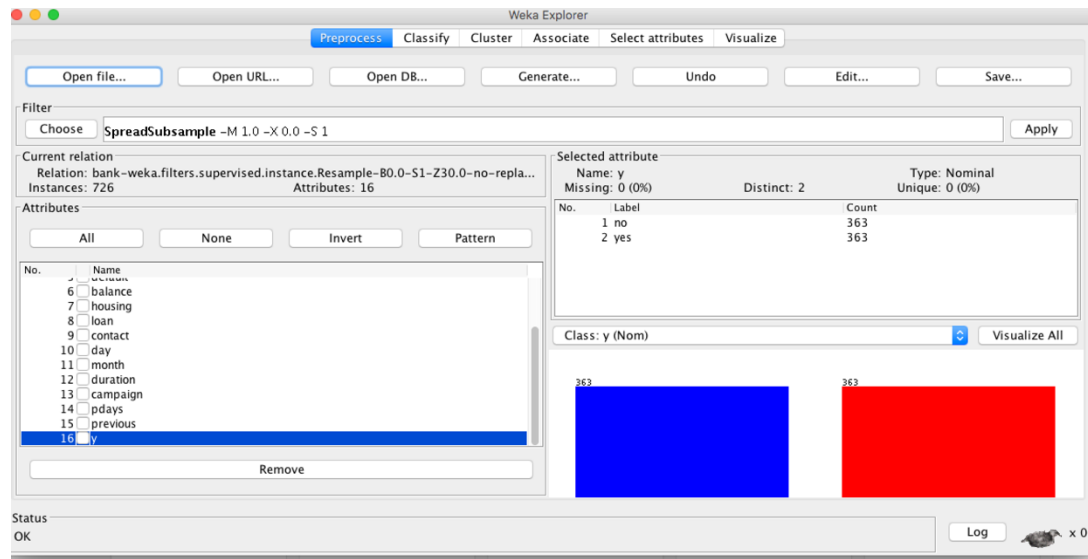 Weka Explorer
Preprocess Classify Cluster Associate Select attributes Visualize
Open file... Open URL... Open DB... Generate... Undo Edit... Save...
Filter
Choose SpreadSubsample -M 1.0 -X 0.0 -S 1 Apply
Current relation
Relation: bank-weka.filters.supervised.instance.Resample-B0.0-S1-Z30.0-no-repla...
Instances: 726 Attributes: 16
Attributes
All None Invert Pattern
No. Name
6 balance
7 housing
8 loan
9 contact
10 day
11 month
12 duration
13 campaign
14 pdays
15 previous
16 y
Remove
Selected attribute
Name: y Type: Nominal
Missing: 0 (0%) Distinct: 2 Unique: 0 (0%)
No. Label Count
1 no 363
2 yes 363
Class: y (Nom) Visualize All
363 363
Status
OK Log x 0